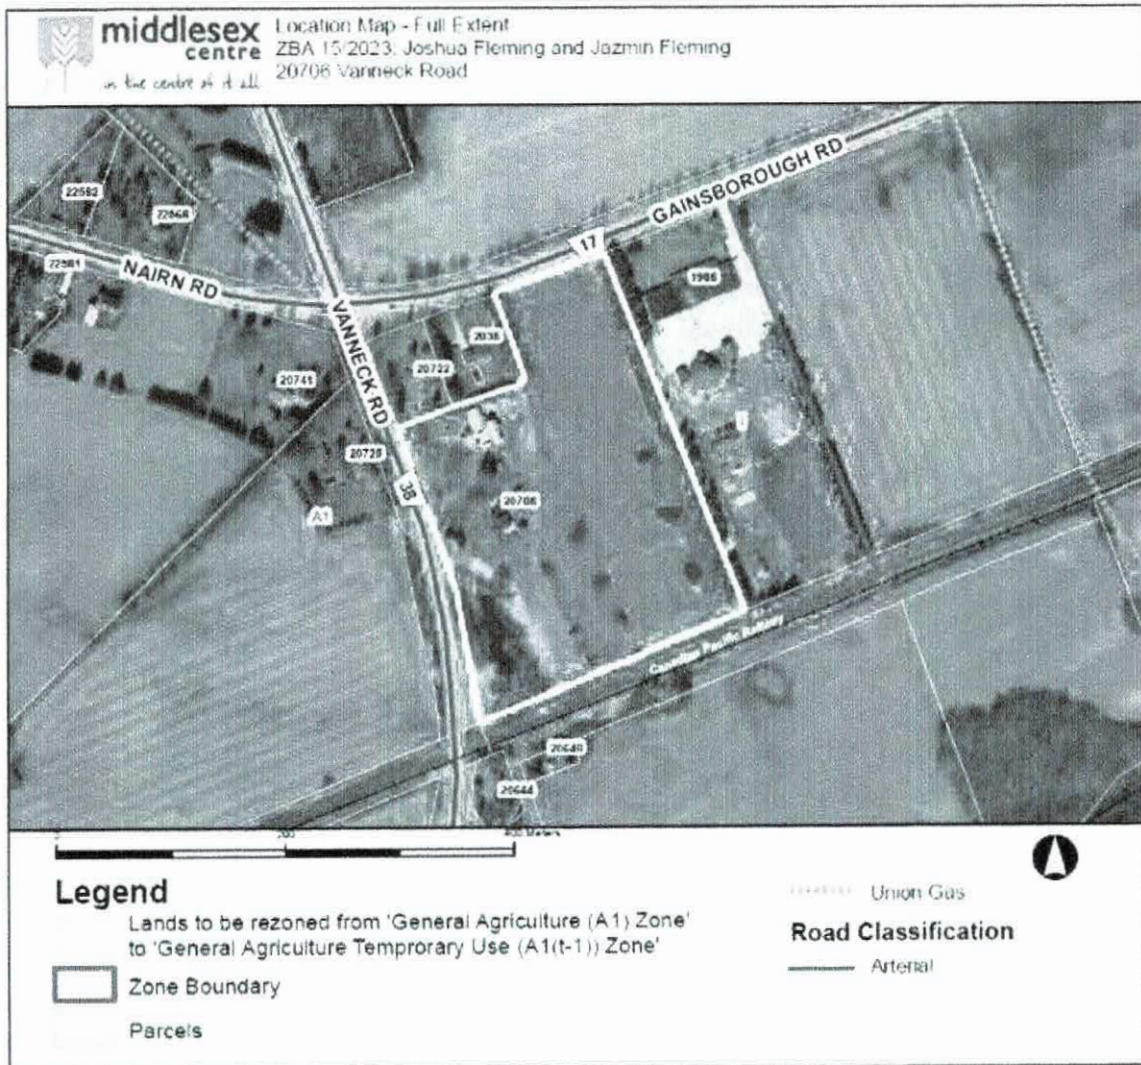 middlesex
centre
in the centre of it all
Location Map - Full Extent
ZBA 15/2023: Joshua Fleming and Jazmin Fleming
20706 Vanneck Road
GAINSBOROUGH RD
22582
22568
17
22581
NAIRN RD
1986
VANNECK RD
2038
20722
20741
20725
38
20706
A1
Canadian Pacific Railway
20640
20644
200
400 Meters
Legend
Lands to be rezoned from 'General Agriculture (A1) Zone'
to 'General Agriculture Temprorary Use (A1(t-1)) Zone'
Zone Boundary
Parcels
Union Gas
Road Classification
Arterial